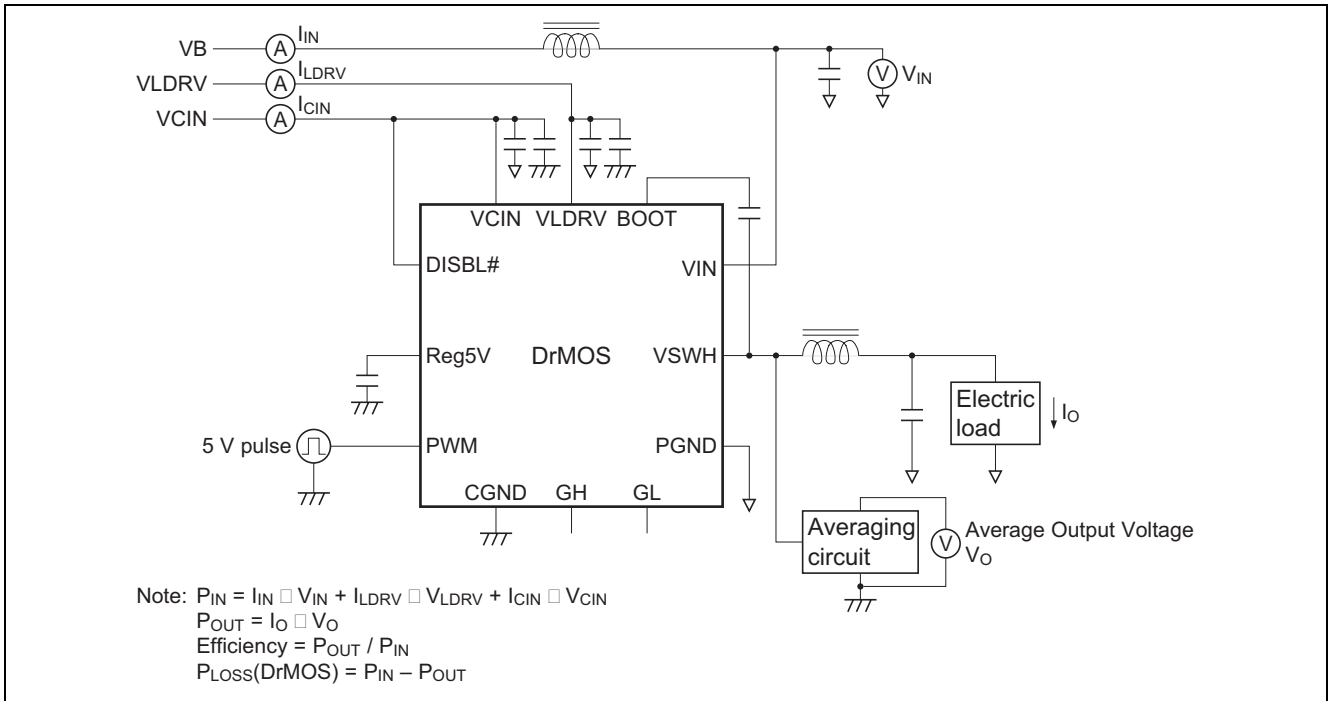 VB
A
IIN
VLDRV
A
ILDRV
VCIN
A
ICIN
V
VIN
VCIN VLDRV BOOT
DISBL#
VIN
Reg5V
DrMOS
VSWH
Electric
load
IO
5 V pulse
PWM
PGND
CGND GH GL
Averaging
circuit
V
Average Output Voltage
VO
Note: PIN = IIN □ VIN + ILDRV □ VLDRV + ICIN □ VCIN
POUT = IO □ VO
Efficiency = POUT / PIN
PLOSS(DrMOS) = PIN – POUT